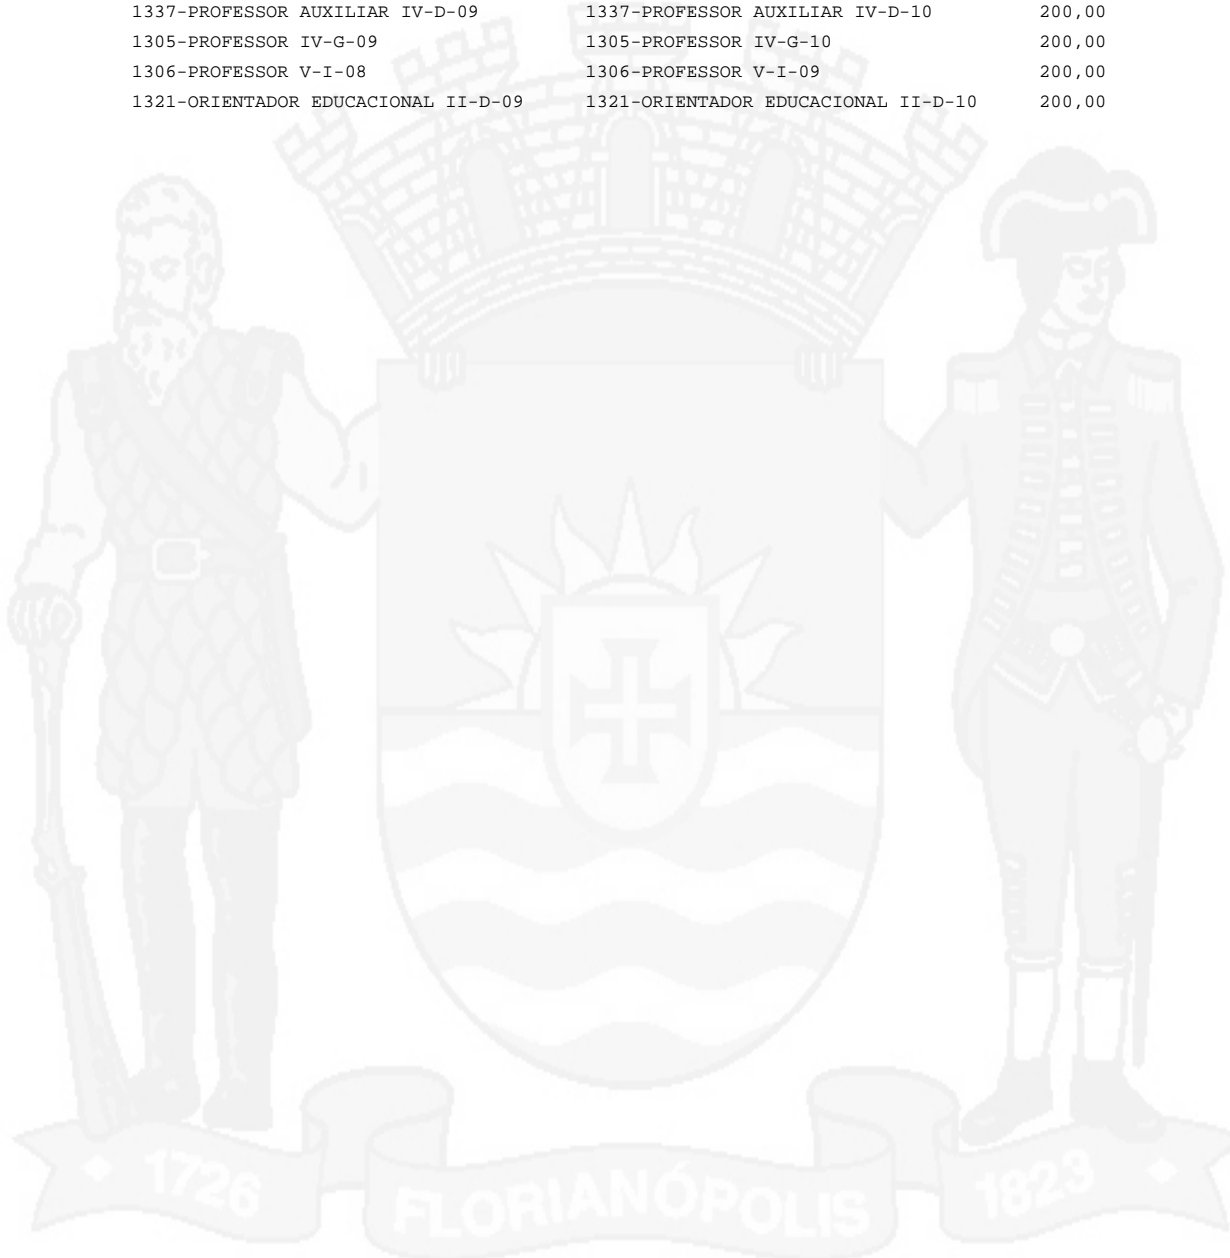 1337-PROFESSOR AUXILIAR IV-D-09 1337-PROFESSOR AUXILIAR IV-D-10 200,00
1305-PROFESSOR IV-G-09 1305-PROFESSOR IV-G-10 200,00
1306-PROFESSOR V-I-08 1306-PROFESSOR V-I-09 200,00
1321-ORIENTADOR EDUCACIONAL II-D-09 1321-ORIENTADOR EDUCACIONAL II-D-10 200,00
1726 FLORIANÓPOLIS 1823